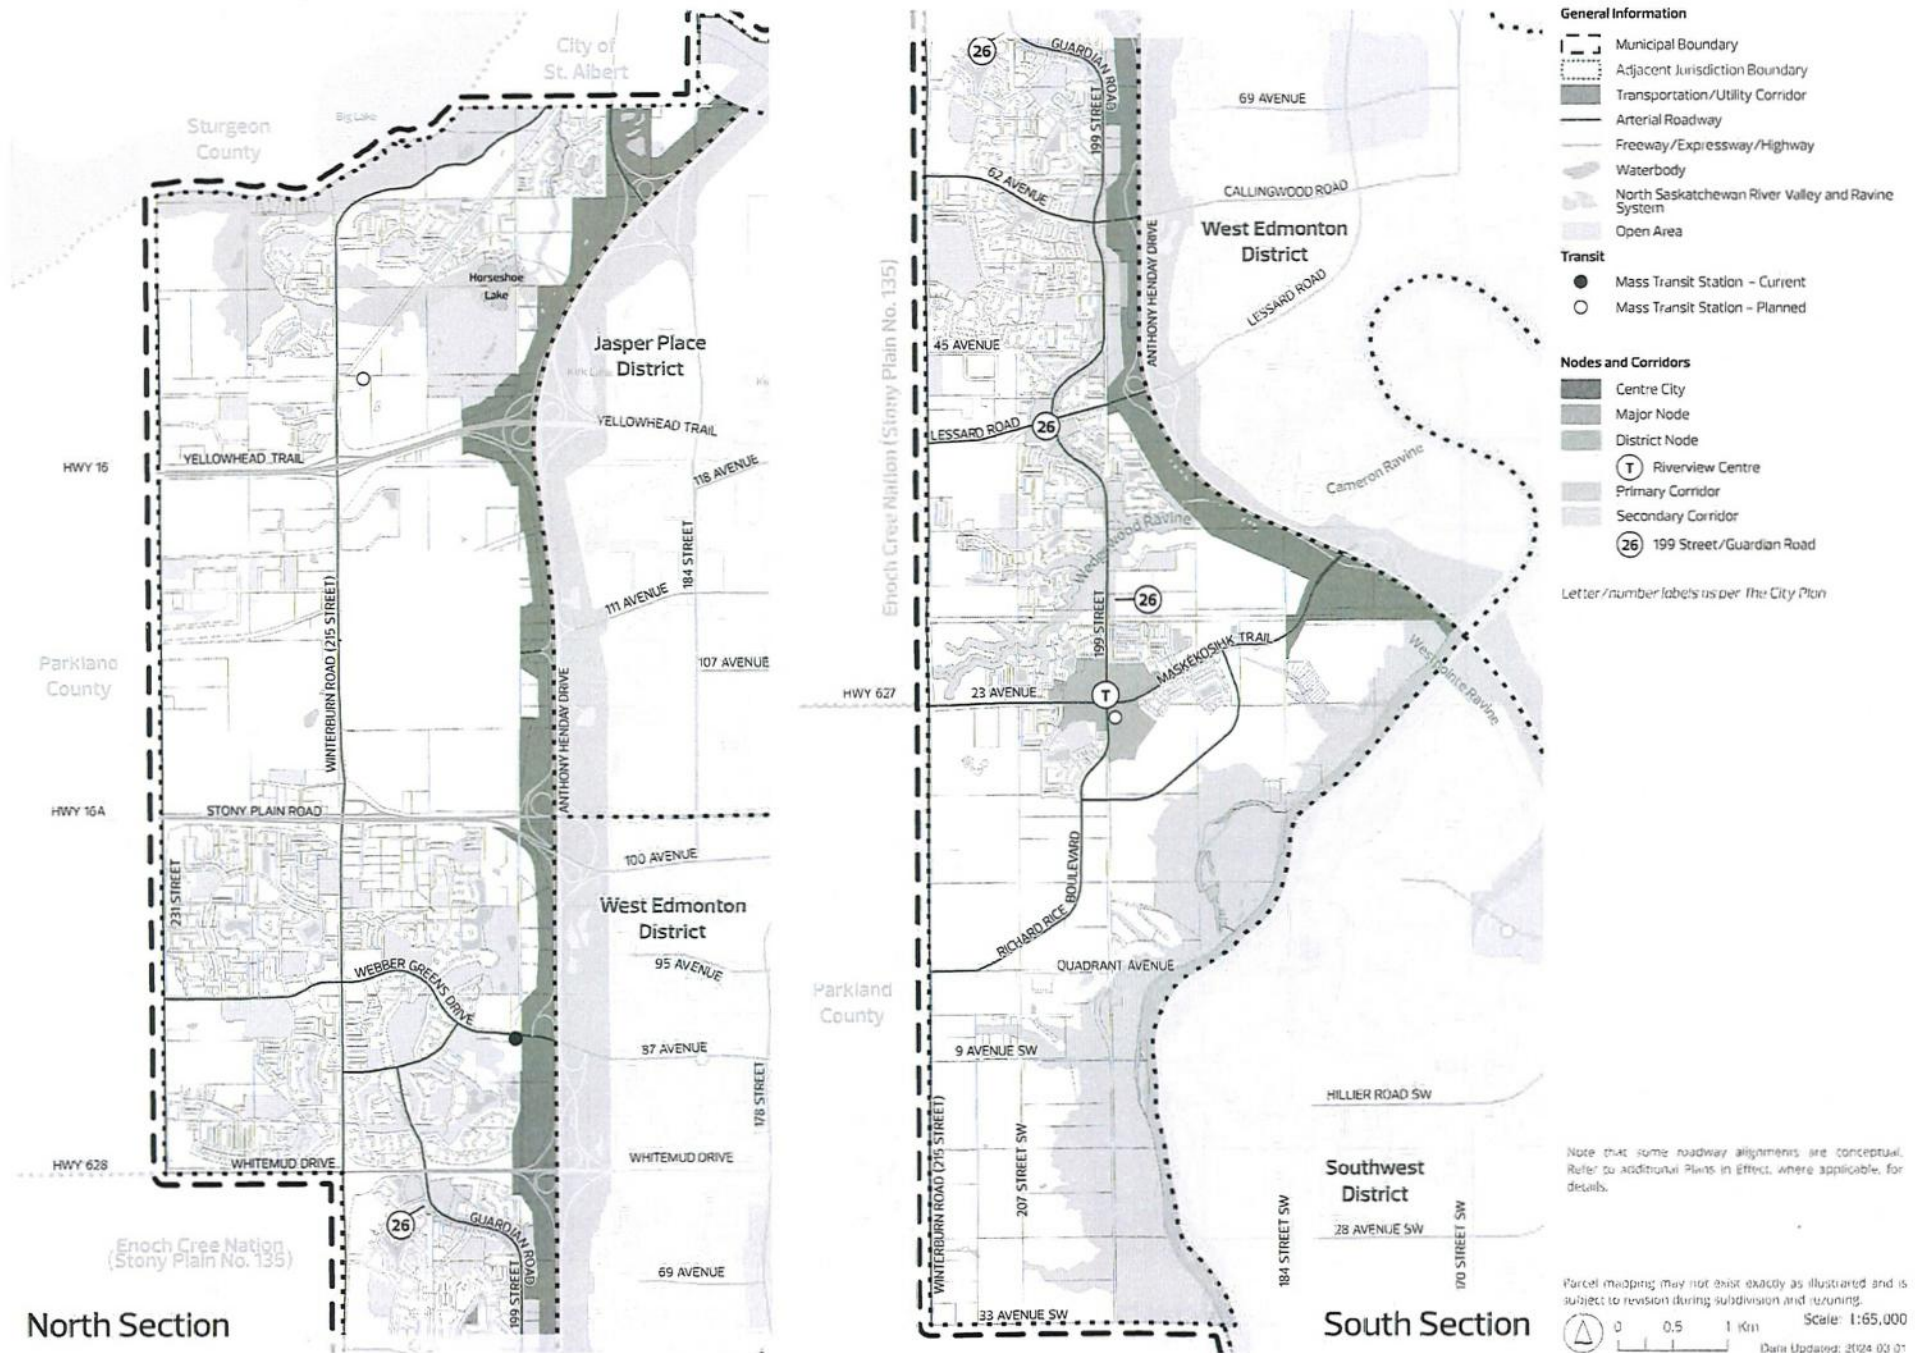 City of
St. Albert
Big Lake
Sturgeon
County
Horseshoe
Lake
Jasper Place
District
YELLOWHEAD TRAIL
HWY 16
YELLOWHEAD TRAIL
118 AVENUE
184 STREET
111 AVENUE
WINTERBURN ROAD (215 STREET)
107 AVENUE
Parkland
County
ANTHONY HENDAY DRIVE
HWY 16A
STONY PLAIN ROAD
100 AVENUE
231 STREET
West Edmonton
District
95 AVENUE
WEBBER GREENS DRIVE
87 AVENUE
178 STREET
HWY 628
WHITEMUD DRIVE
WHITEMUD DRIVE
26
GUARDIAN ROAD
Enoch Cree Nation
(Stony Plain No. 135)
69 AVENUE
199 STREET
North Section
26
GUARDIAN ROAD
69 AVENUE
199 STREET
62 AVENUE
CALLINGWOOD ROAD
West Edmonton
District
ANTHONY HENDAY DRIVE
LESSARD ROAD
Enoch Cree Nation (Stony Plain No. 135)
45 AVENUE
LESSARD ROAD
26
Cameron Ravine
Wedgewood Ravine
26
199 STREET
MASKÊKOSIHK TRAIL
Westpointe Ravine
HWY 627
23 AVENUE
T
RICHARD RICE BOULEVARD
QUADRANT AVENUE
Parkland
County
9 AVENUE SW
HILLIER ROAD SW
WINTERBURN ROAD (215 STREET)
207 STREET SW
Southwest
District
184 STREET SW
28 AVENUE SW
170 STREET SW
33 AVENUE SW
South Section
General Information
Municipal Boundary
Adjacent Jurisdiction Boundary
Transportation/Utility Corridor
Arterial Roadway
Freeway/Expressway/Highway
Waterbody
North Saskatchewan River Valley and Ravine
System
Open Area
Transit
Mass Transit Station - Current
Mass Transit Station - Planned
Nodes and Corridors
Centre City
Major Node
District Node
T Riverview Centre
Primary Corridor
Secondary Corridor
26 199 Street/Guardian Road
Letter/number labels as per The City Plan
Note that some roadway alignments are conceptual.
Refer to additional Plans in Effect, where applicable, for
details.
Parcel mapping may not exist exactly as illustrated and is
subject to revision during subdivision and rezoning.
Scale: 1:65,000
0 0.5 1 Km
Date Updated: 2024 03 01